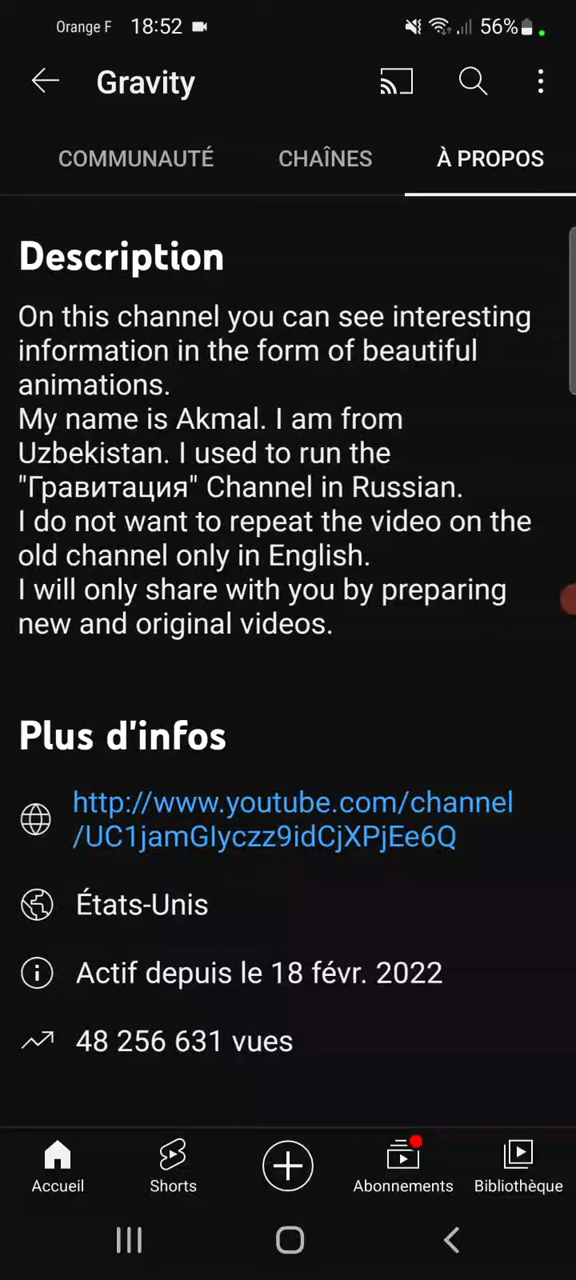 Orange F 18:52 56%
Gravity
COMMUNAUTÉ CHAÎNES À PROPOS
Description
On this channel you can see interesting
information in the form of beautiful
animations.
My name is Akmal. I am from
Uzbekistan. I used to run the
"Гравитация" Channel in Russian.
I do not want to repeat the video on the
old channel only in English.
I will only share with you by preparing
new and original videos.
Plus d'infos
http://www.youtube.com/channel
/UC1jamGIyczz9idCjXPjEe6Q
États-Unis
Actif depuis le 18 févr. 2022
48 256 631 vues
Accueil Shorts Abonnements Bibliothèque